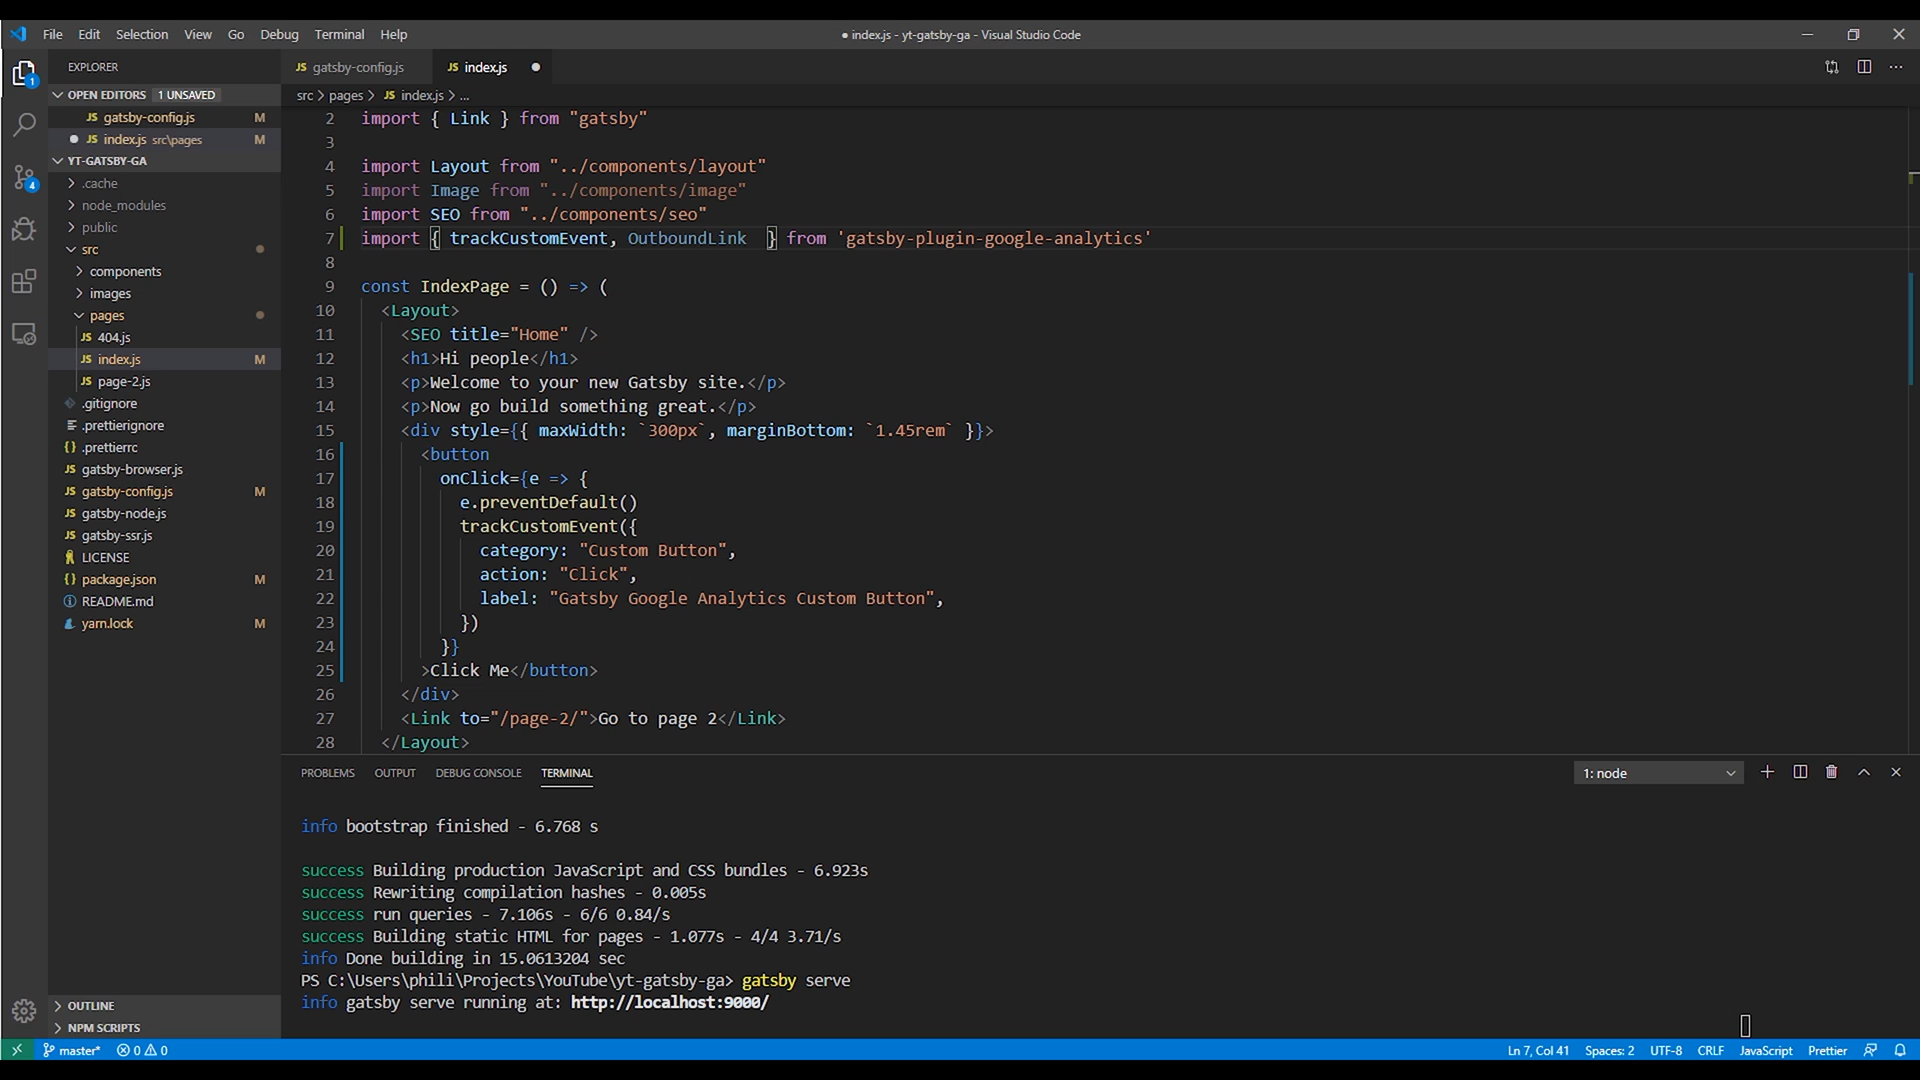 File Edit Selection View Go Debug Terminal Help
● index.js - yt-gatsby-ga - Visual Studio Code
EXPLORER
OPEN EDITORS 1 UNSAVED
JS gatsby-config.js M
● JS index.js src\pages M
YT-GATSBY-GA
.cache
node_modules
public
src
components
images
pages
JS 404.js
JS index.js M
JS page-2.js
.gitignore
.prettierignore
{} .prettierrc
JS gatsby-browser.js
JS gatsby-config.js M
JS gatsby-node.js
JS gatsby-ssr.js
LICENSE
{} package.json M
README.md
yarn.lock M
OUTLINE
NPM SCRIPTS
1
4
JS gatsby-config.js JS index.js ●
src > pages > JS index.js > ...
2 import { Link } from "gatsby"
3
4 import Layout from "../components/layout"
5 import Image from "../components/image"
6 import SEO from "../components/seo"
7 import { trackCustomEvent, OutboundLink  } from 'gatsby-plugin-google-analytics'
8
9 const IndexPage = () => (
10 <Layout>
11 <SEO title="Home" />
12 <h1>Hi people</h1>
13 <p>Welcome to your new Gatsby site.</p>
14 <p>Now go build something great.</p>
15 <div style={{ maxWidth: `300px`, marginBottom: `1.45rem` }}>
16 <button
17 onClick={e => {
18 e.preventDefault()
19 trackCustomEvent({
20 category: "Custom Button",
21 action: "Click",
22 label: "Gatsby Google Analytics Custom Button",
23 })
24 }}
25 >Click Me</button>
26 </div>
27 <Link to="/page-2/">Go to page 2</Link>
28 </Layout>
PROBLEMS OUTPUT DEBUG CONSOLE TERMINAL 1: node
info bootstrap finished - 6.768 s
success Building production JavaScript and CSS bundles - 6.923s
success Rewriting compilation hashes - 0.005s
success run queries - 7.106s - 6/6 0.84/s
success Building static HTML for pages - 1.077s - 4/4 3.71/s
info Done building in 15.0613204 sec
PS C:\Users\phili\Projects\YouTube\yt-gatsby-ga> gatsby serve
info gatsby serve running at: http://localhost:9000/
master* 0 0 Ln 7, Col 41 Spaces: 2 UTF-8 CRLF JavaScript Prettier